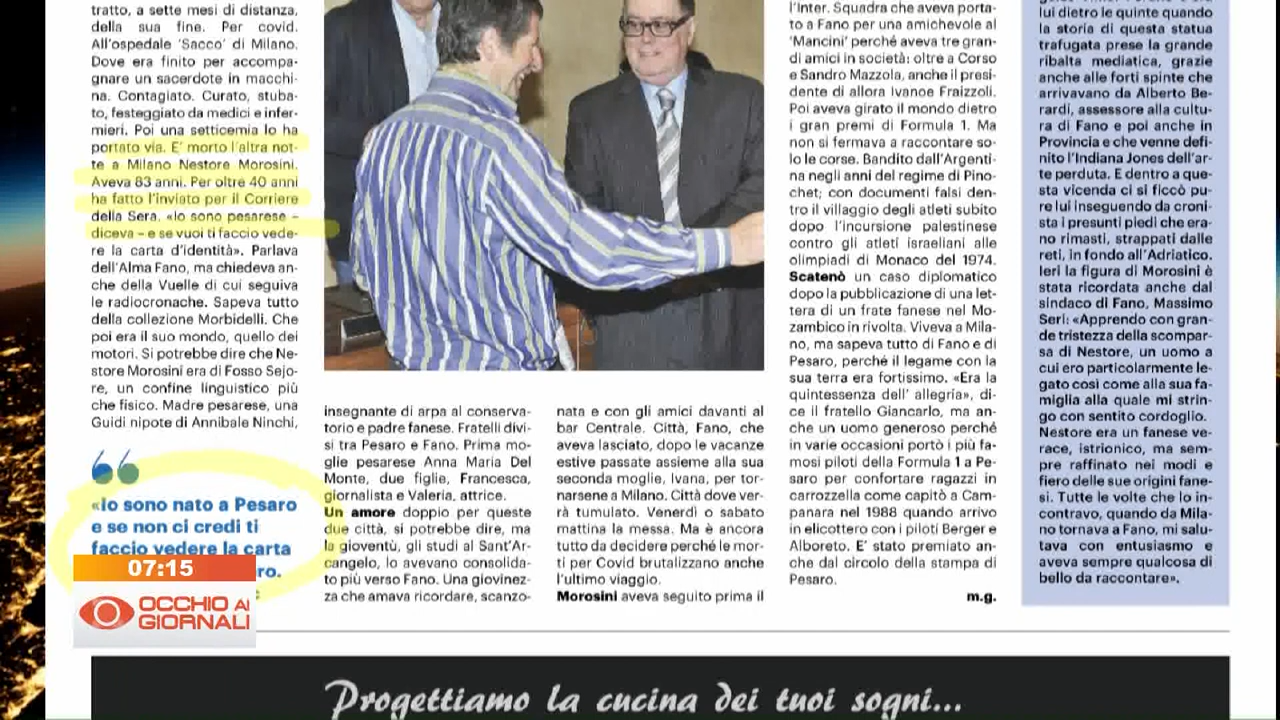 tratto, a sette mesi di distanza,
della sua fine. Per covid.
All'ospedale 'Sacco' di Milano.
Dove era finito per accompa-
gnare un sacerdote in macchi-
na. Contagiato. Curato, stuba-
to, festeggiato da medici e infer-
mieri. Poi una setticemia lo ha
portato via. E' morto l'altra not-
te a Milano Nestore Morosini.
Aveva 83 anni. Per oltre 40 anni
ha fatto l'inviato per il Corriere
della Sera. «Io sono pesarese –
diceva – e se vuoi ti faccio vede-
re la carta d'identità». Parlava
dell'Alma Fano, ma chiedeva an-
che della Vuelle di cui seguiva
le radiocronache. Sapeva tutto
della collezione Morbidelli. Che
poi era il suo mondo, quello dei
motori. Si potrebbe dire che Ne-
store Morosini era di Fosso Sejo-
re, un confine linguistico più
che fisico. Madre pesarese, una
Guidi nipote di Annibale Ninchi,
«Io sono nato a Pesaro
e se non ci credi ti
faccio vedere la carta
ro.
insegnante di arpa al conserva-
torio e padre fanese. Fratelli divi-
si tra Pesaro e Fano. Prima mo-
glie pesarese Anna Maria Del
Monte, due figlie, Francesca,
giornalista e Valeria, attrice.
Un amore doppio per queste
due città, si potrebbe dire, ma
la gioventù, gli studi al Sant'Ar-
cangelo, lo avevano consolida-
to più verso Fano. Una giovinez-
za che amava ricordare, scanzo-
nata e con gli amici davanti al
bar Centrale. Città, Fano, che
aveva lasciato, dopo le vacanze
estive passate assieme alla sua
seconda moglie, Ivana, per tor-
narsene a Milano. Città dove ver-
rà tumulato. Venerdì o sabato
mattina la messa. Ma è ancora
tutto da decidere perché le mor-
ti per Covid brutalizzano anche
l'ultimo viaggio.
Morosini aveva seguito prima il
l'Inter. Squadra che aveva porta-
to a Fano per una amichevole al
'Mancini' perché aveva tre gran-
di amici in società: oltre a Corso
e Sandro Mazzola, anche il presi-
dente di allora Ivanoe Fraizzoli.
Poi aveva girato il mondo dietro
i gran premi di Formula 1. Ma
non si fermava a raccontare so-
lo le corse. Bandito dall'Argenti-
na negli anni del regime di Pino-
chet; con documenti falsi den-
tro il villaggio degli atleti subito
dopo l'incursione palestinese
contro gli atleti israeliani alle
olimpiadi di Monaco del 1974.
Scatenò un caso diplomatico
dopo la pubblicazione di una let-
tera di un frate fanese nel Mo-
zambico in rivolta. Viveva a Mila-
no, ma sapeva tutto di Fano e di
Pesaro, perché il legame con la
sua terra era fortissimo. «Era la
quintessenza dell' allegria», di-
ce il fratello Giancarlo, ma an-
che un uomo generoso perché
in varie occasioni portò i più fa-
mosi piloti della Formula 1 a Pe-
saro per confortare ragazzi in
carrozzella come capitò a Cam-
panara nel 1988 quando arrivo
in elicottero con i piloti Berger e
Alboreto. E' stato premiato an-
che dal circolo della stampa di
Pesaro.
m.g.
lui dietro le quinte quando
la storia di questa statua
trafugata prese la grande
ribalta mediatica, grazie
anche alle forti spinte che
arrivavano da Alberto Be-
rardi, assessore alla cultu-
ra di Fano e poi anche in
Provincia e che venne defi-
nito l'Indiana Jones dell'ar-
te perduta. E dentro a que-
sta vicenda ci si ficcò pu-
re lui inseguendo da croni-
sta i presunti piedi che era-
no rimasti, strappati dalle
reti, in fondo all'Adriatico.
Ieri la figura di Morosini è
stata ricordata anche dal
sindaco di Fano, Massimo
Seri: «Apprendo con gran-
de tristezza della scompar-
sa di Nestore, un uomo a
cui ero particolarmente le-
gato così come alla sua fa-
miglia alla quale mi strin-
go con sentito cordoglio.
Nestore era un fanese ve-
race, istrionico, ma sem-
pre raffinato nei modi e
fiero delle sue origini fane-
si. Tutte le volte che lo in-
contravo, quando da Mila-
no tornava a Fano, mi salu-
tava con entusiasmo e
aveva sempre qualcosa di
bello da raccontare».
07:15
OCCHIO AI
GIORNALI
Progettiamo la cucina dei tuoi sogni...